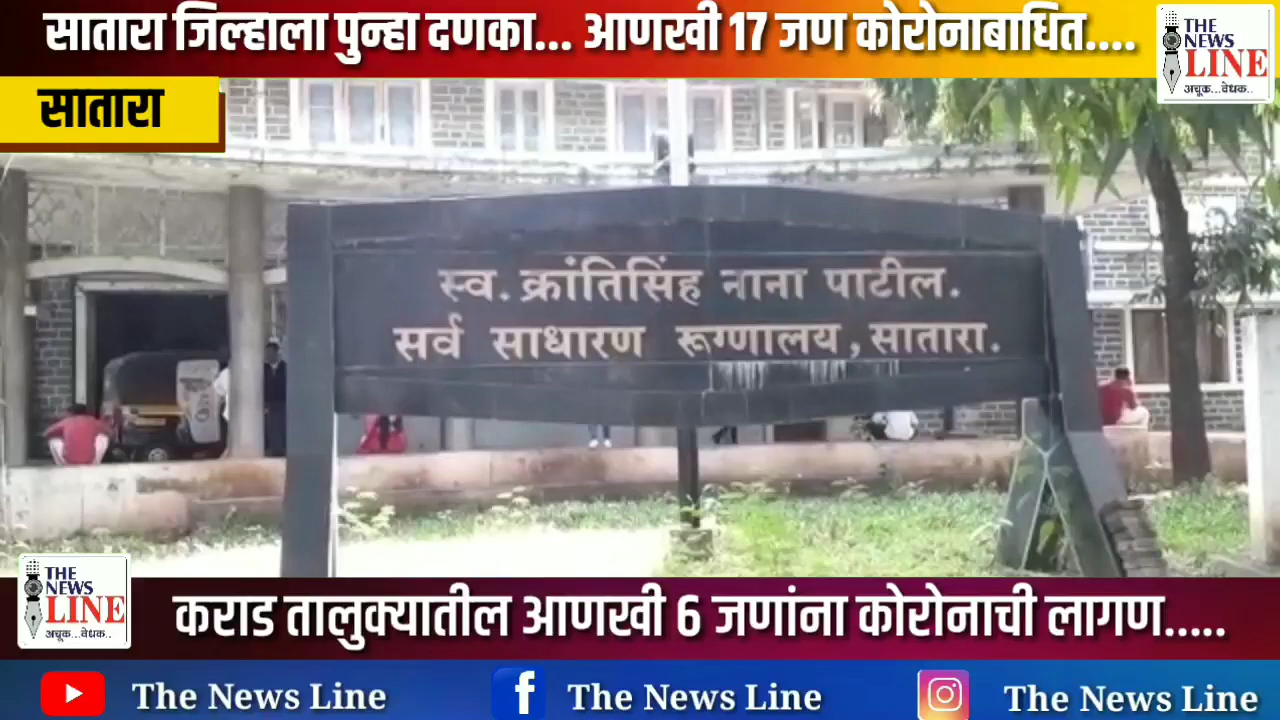 सातारा जिल्हाला पुन्हा दणका... आणखी 17 जण कोरोनाबाधित....
THE
NEWS
LINE
अचूक...वेधक..
सातारा
स्व. क्रांतिसिंह नाना पाटील.
सर्व साधारण रूग्णालय, सातारा.
THE
NEWS
LINE
अचूक...वेधक..
कराड तालुक्यातील आणखी 6 जणांना कोरोनाची लागण.....
The News Line
The News Line
The News Line